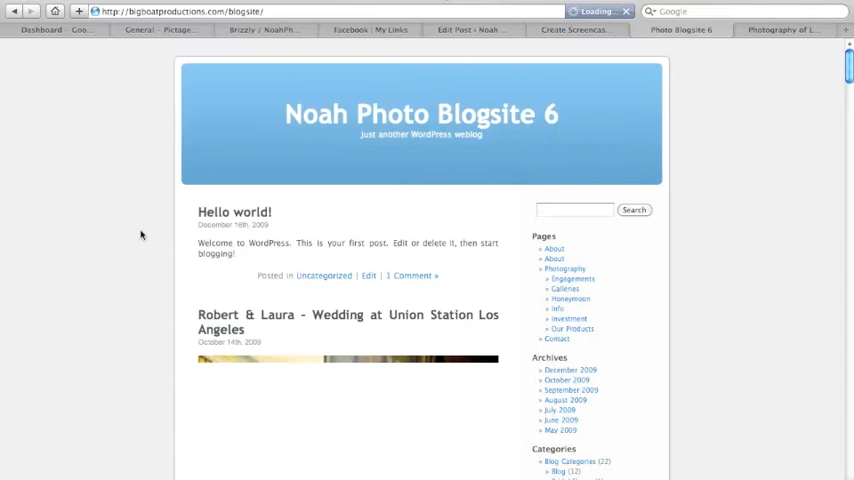 http://bigboatproductions.com/blogsite/
Loading...
Google
Dashboard – Goo...
General – Pictage...
Brizzly / NoahPh...
Facebook | My Links
Edit Post ‹ Noah ...
Create Screencas...
Photo Blogsite 6
Photography of L...
Noah Photo Blogsite 6
Just another WordPress weblog
Hello world!
December 16th, 2009
Welcome to WordPress. This is your first post. Edit or delete it, then start
blogging!
Posted in Uncategorized | Edit | 1 Comment »
Robert & Laura – Wedding at Union Station Los
Angeles
October 14th, 2009
Search
Pages
» About
» About
» Photography
» Engagements
» Galleries
» Honeymoon
» Info
» Investment
» Our Products
» Contact
Archives
» December 2009
» October 2009
» September 2009
» August 2009
» July 2009
» June 2009
» May 2009
Categories
» Blog Categories (22)
» Blog (12)